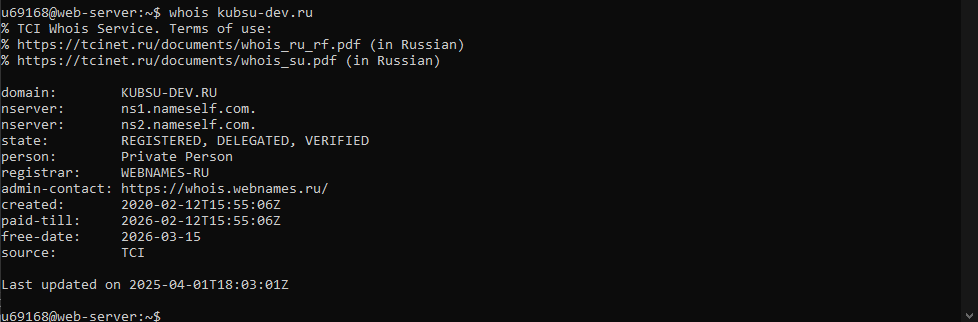 u69168@web-server:~$ whois kubsu-dev.ru
% TCI Whois Service. Terms of use:
% https://tcinet.ru/documents/whois_ru_rf.pdf (in Russian)
% https://tcinet.ru/documents/whois_su.pdf (in Russian)

domain:        KUBSU-DEV.RU
nserver:       ns1.nameself.com.
nserver:       ns2.nameself.com.
state:         REGISTERED, DELEGATED, VERIFIED
person:        Private Person
registrar:     WEBNAMES-RU
admin-contact: https://whois.webnames.ru/
created:       2020-02-12T15:55:06Z
paid-till:     2026-02-12T15:55:06Z
free-date:     2026-03-15
source:        TCI

Last updated on 2025-04-01T18:03:01Z

u69168@web-server:~$